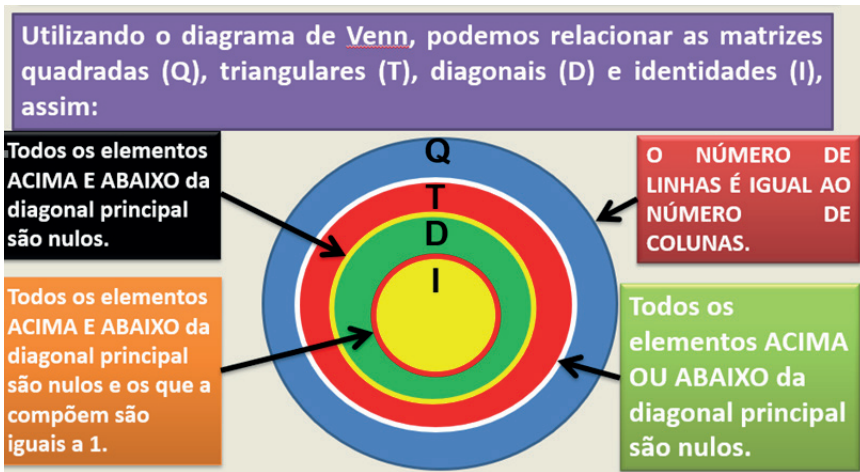 Utilizando o diagrama de Venn, podemos relacionar as matrizes
quadradas (Q), triangulares (T), diagonais (D) e identidades (I),
assim:
Todos os elementos
ACIMA E ABAIXO da
diagonal principal
são nulos.
Q
T
D
I
O NÚMERO DE
LINHAS É IGUAL AO
NÚMERO DE
COLUNAS.
Todos os elementos
ACIMA E ABAIXO da
diagonal principal
são nulos e os que a
compõem são
iguais a 1.
Todos os
elementos ACIMA
OU ABAIXO da
diagonal principal
são nulos.